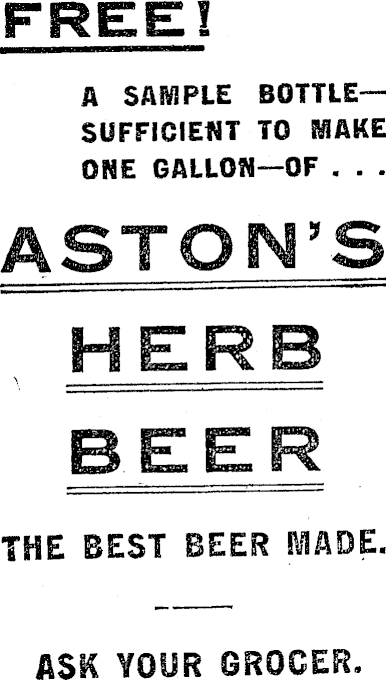 FREE!
A SAMPLE BOTTLE—
SUFFICIENT TO MAKE
ONE GALLON—OF . . .
ASTON'S
HERB
BEER
THE BEST BEER MADE.
ASK YOUR GROCER.